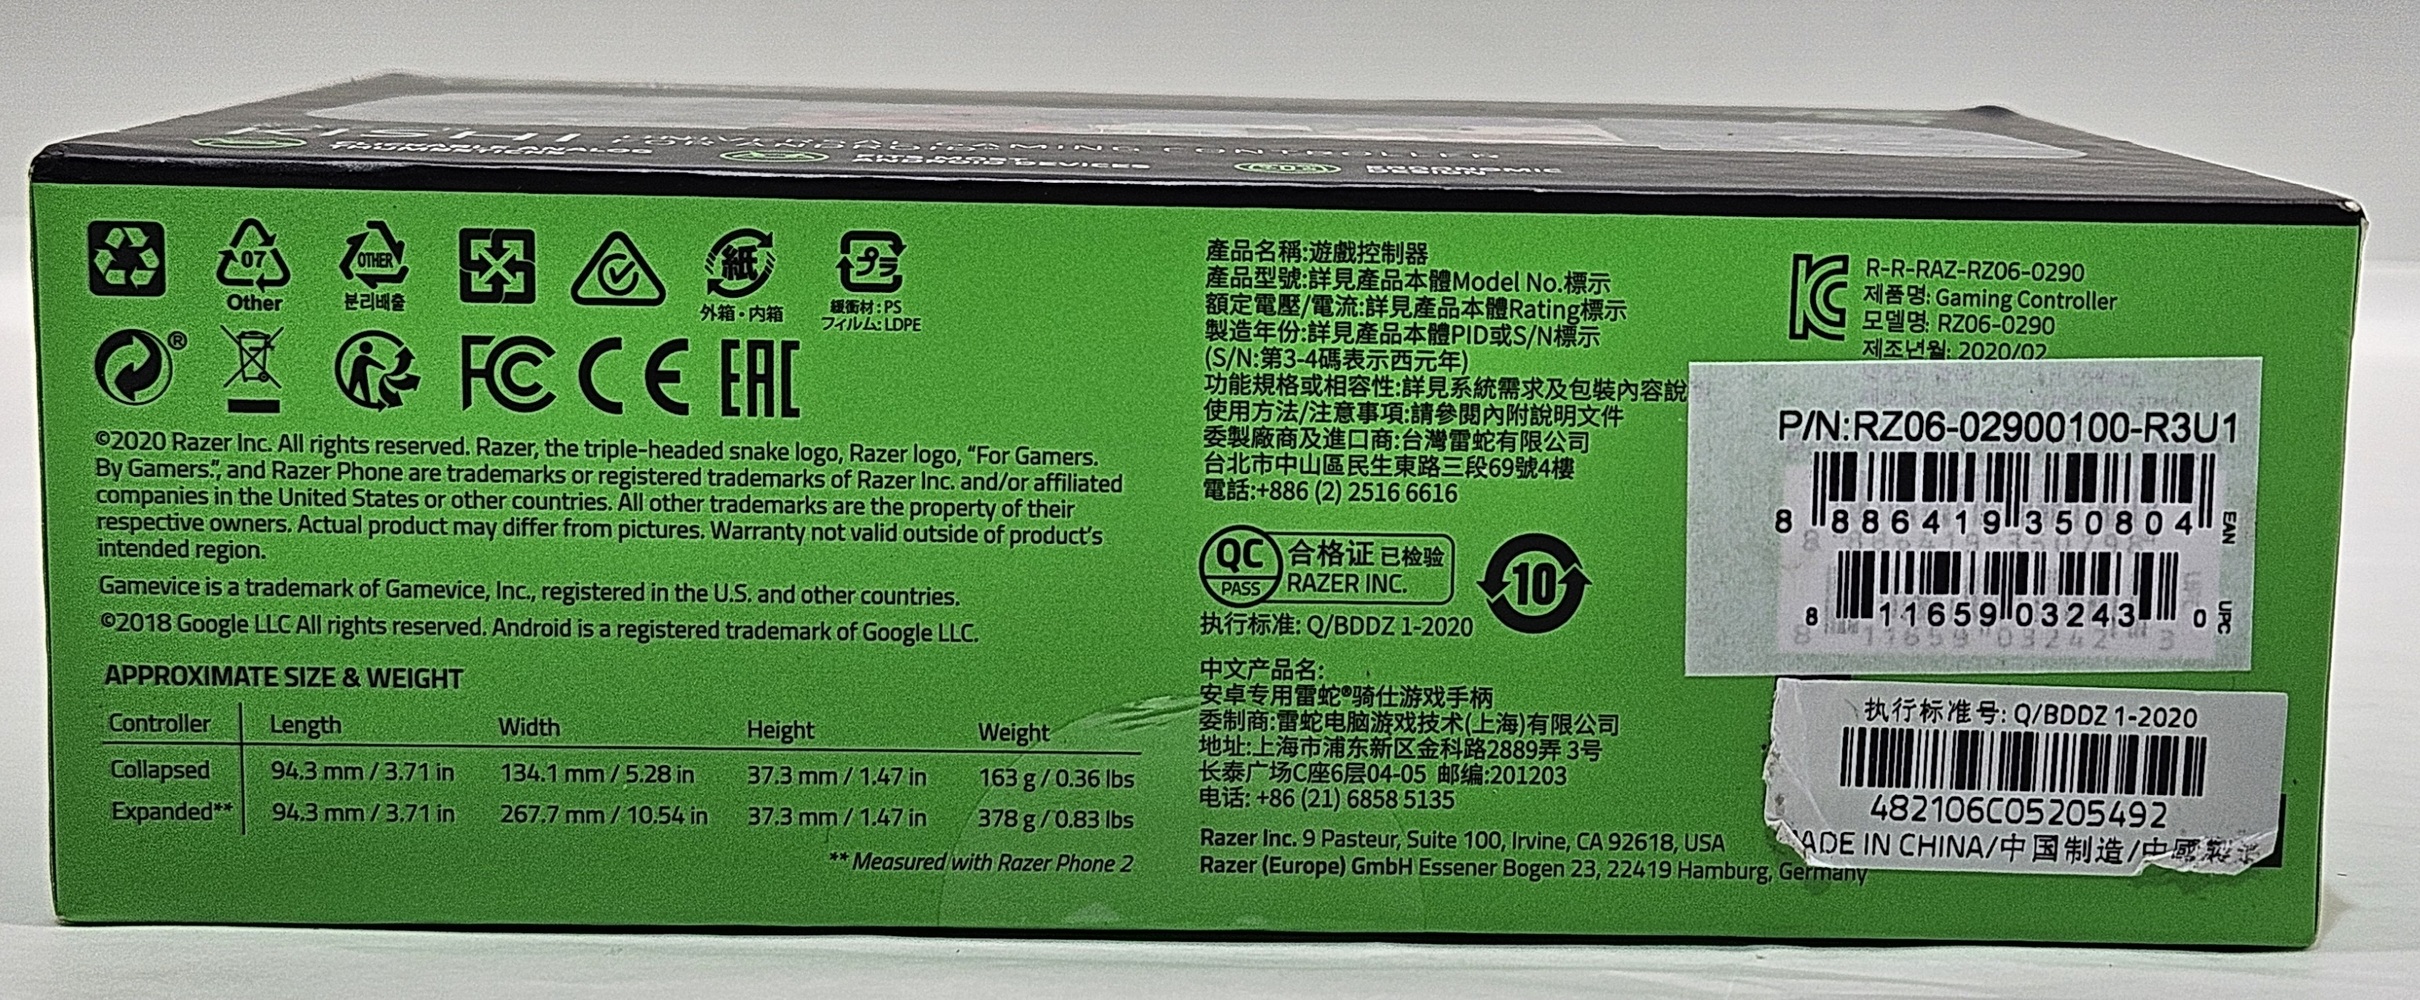 KISHI
UNIVERSAL GAMING CONTROLLER
FOR ANDROID
CLICKABLE ANALOG
THUMBSTICKS
FITS MOST
ANDROID DEVICES
ERGONOMIC
DESIGN
07
Other
OTHER
분리배출
紙
外箱・内箱
プラ
緩衝材:PS
フィルム:LDPE
®
FC CE EAC
©2020 Razer Inc. All rights reserved. Razer, the triple-headed snake logo, Razer logo, “For Gamers.
By Gamers.”, and Razer Phone are trademarks or registered trademarks of Razer Inc. and/or affiliated
companies in the United States or other countries. All other trademarks are the property of their
respective owners. Actual product may differ from pictures. Warranty not valid outside of product’s
intended region.
Gamevice is a trademark of Gamevice, Inc., registered in the U.S. and other countries.
©2018 Google LLC All rights reserved. Android is a registered trademark of Google LLC.
APPROXIMATE SIZE & WEIGHT
Controller Length Width Height Weight
Collapsed 94.3 mm / 3.71 in 134.1 mm / 5.28 in 37.3 mm / 1.47 in 163 g / 0.36 lbs
Expanded** 94.3 mm / 3.71 in 267.7 mm / 10.54 in 37.3 mm / 1.47 in 378 g / 0.83 lbs
** Measured with Razer Phone 2
產品名稱:遊戲控制器
產品型號:詳見產品本體Model No.標示
額定電壓/電流:詳見產品本體Rating標示
製造年份:詳見產品本體PID或S/N標示
(S/N:第3-4碼表示西元年)
功能規格或相容性:詳見系統需求及包裝內容說
使用方法/注意事項:請參閱內附說明文件
委製廠商及進口商:台灣雷蛇有限公司
台北市中山區民生東路三段69號4樓
電話:+886 (2) 2516 6616
QC PASS
合格证 已检验
RAZER INC.
10
执行标准: Q/BDDZ 1-2020
中文产品名:
安卓专用雷蛇®骑仕游戏手柄
委制商:雷蛇电脑游戏技术(上海)有限公司
地址:上海市浦东新区金科路2889弄 3号
长泰广场C座6层04-05 邮编:201203
电话: +86 (21) 6858 5135
Razer Inc. 9 Pasteur, Suite 100, Irvine, CA 92618, USA
Razer (Europe) GmbH Essener Bogen 23, 22419 Hamburg, Germany
R-R-RAZ-RZ06-0290
제품명: Gaming Controller
모델명: RZ06-0290
제조년월: 2020/02
P/N:RZ06-02900100-R3U1
8 886419 350804
EAN
8 11659 03243 0
UPC
执行标准号: Q/BDDZ 1-2020
482106C05205492
MADE IN CHINA/中国制造/中國製造